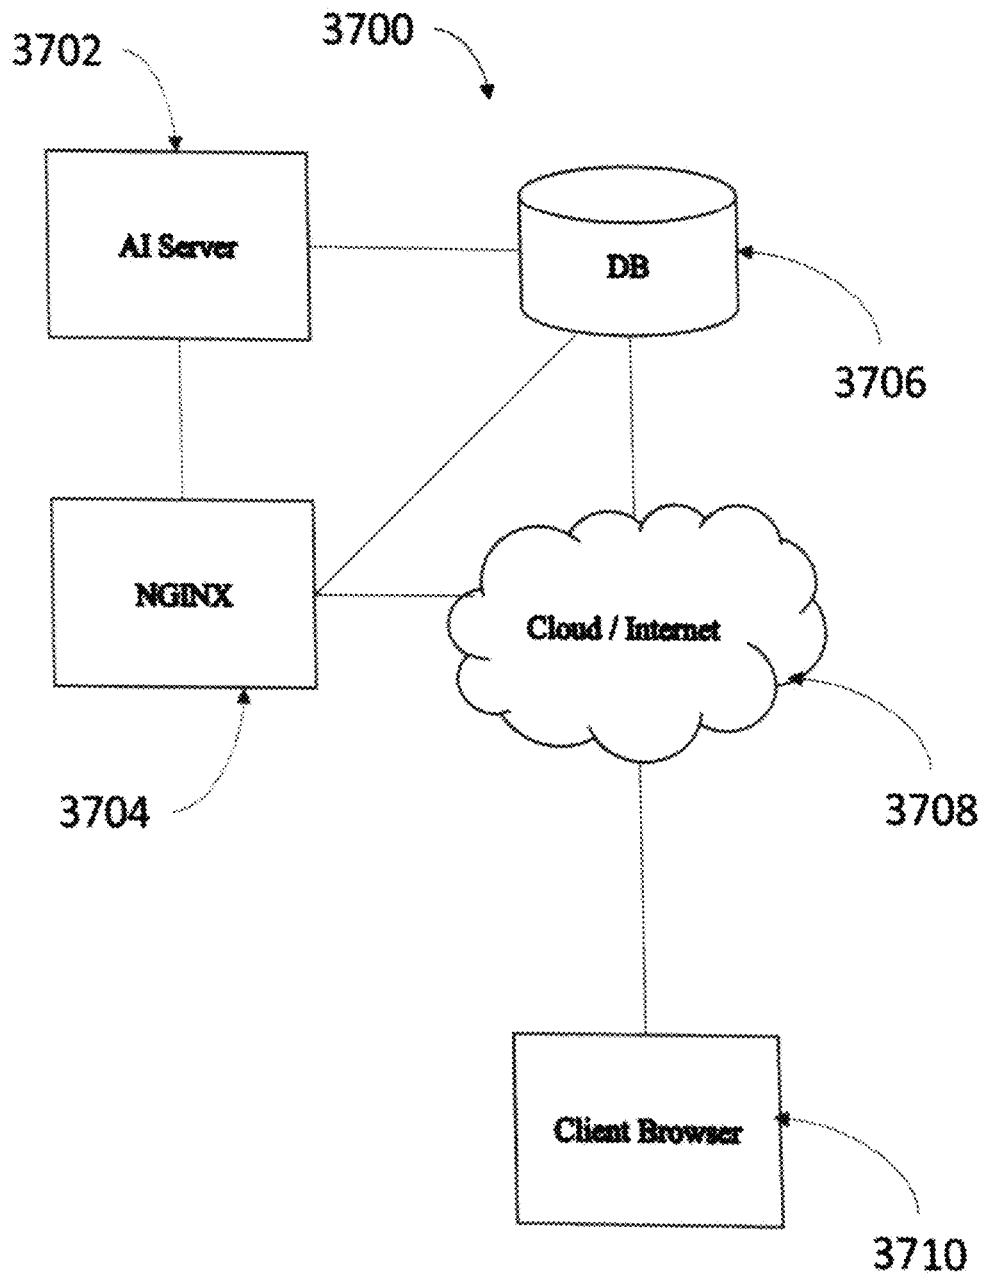 3700
3702
AI Server
DB
3706
NGINX
Cloud / Internet
3704
3708
Client Browser
3710